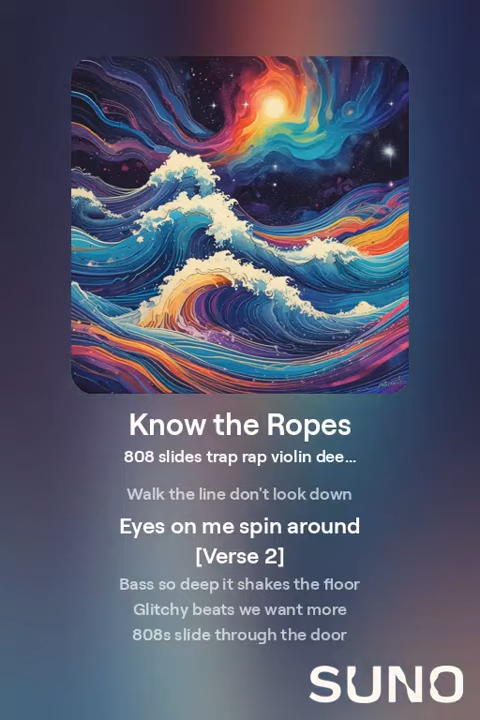 Know the Ropes
808 slides trap rap violin dee...
Walk the line don't look down
Eyes on me spin around
[Verse 2]
Bass so deep it shakes the floor
Glitchy beats we want more
808s slide through the door
SUNO